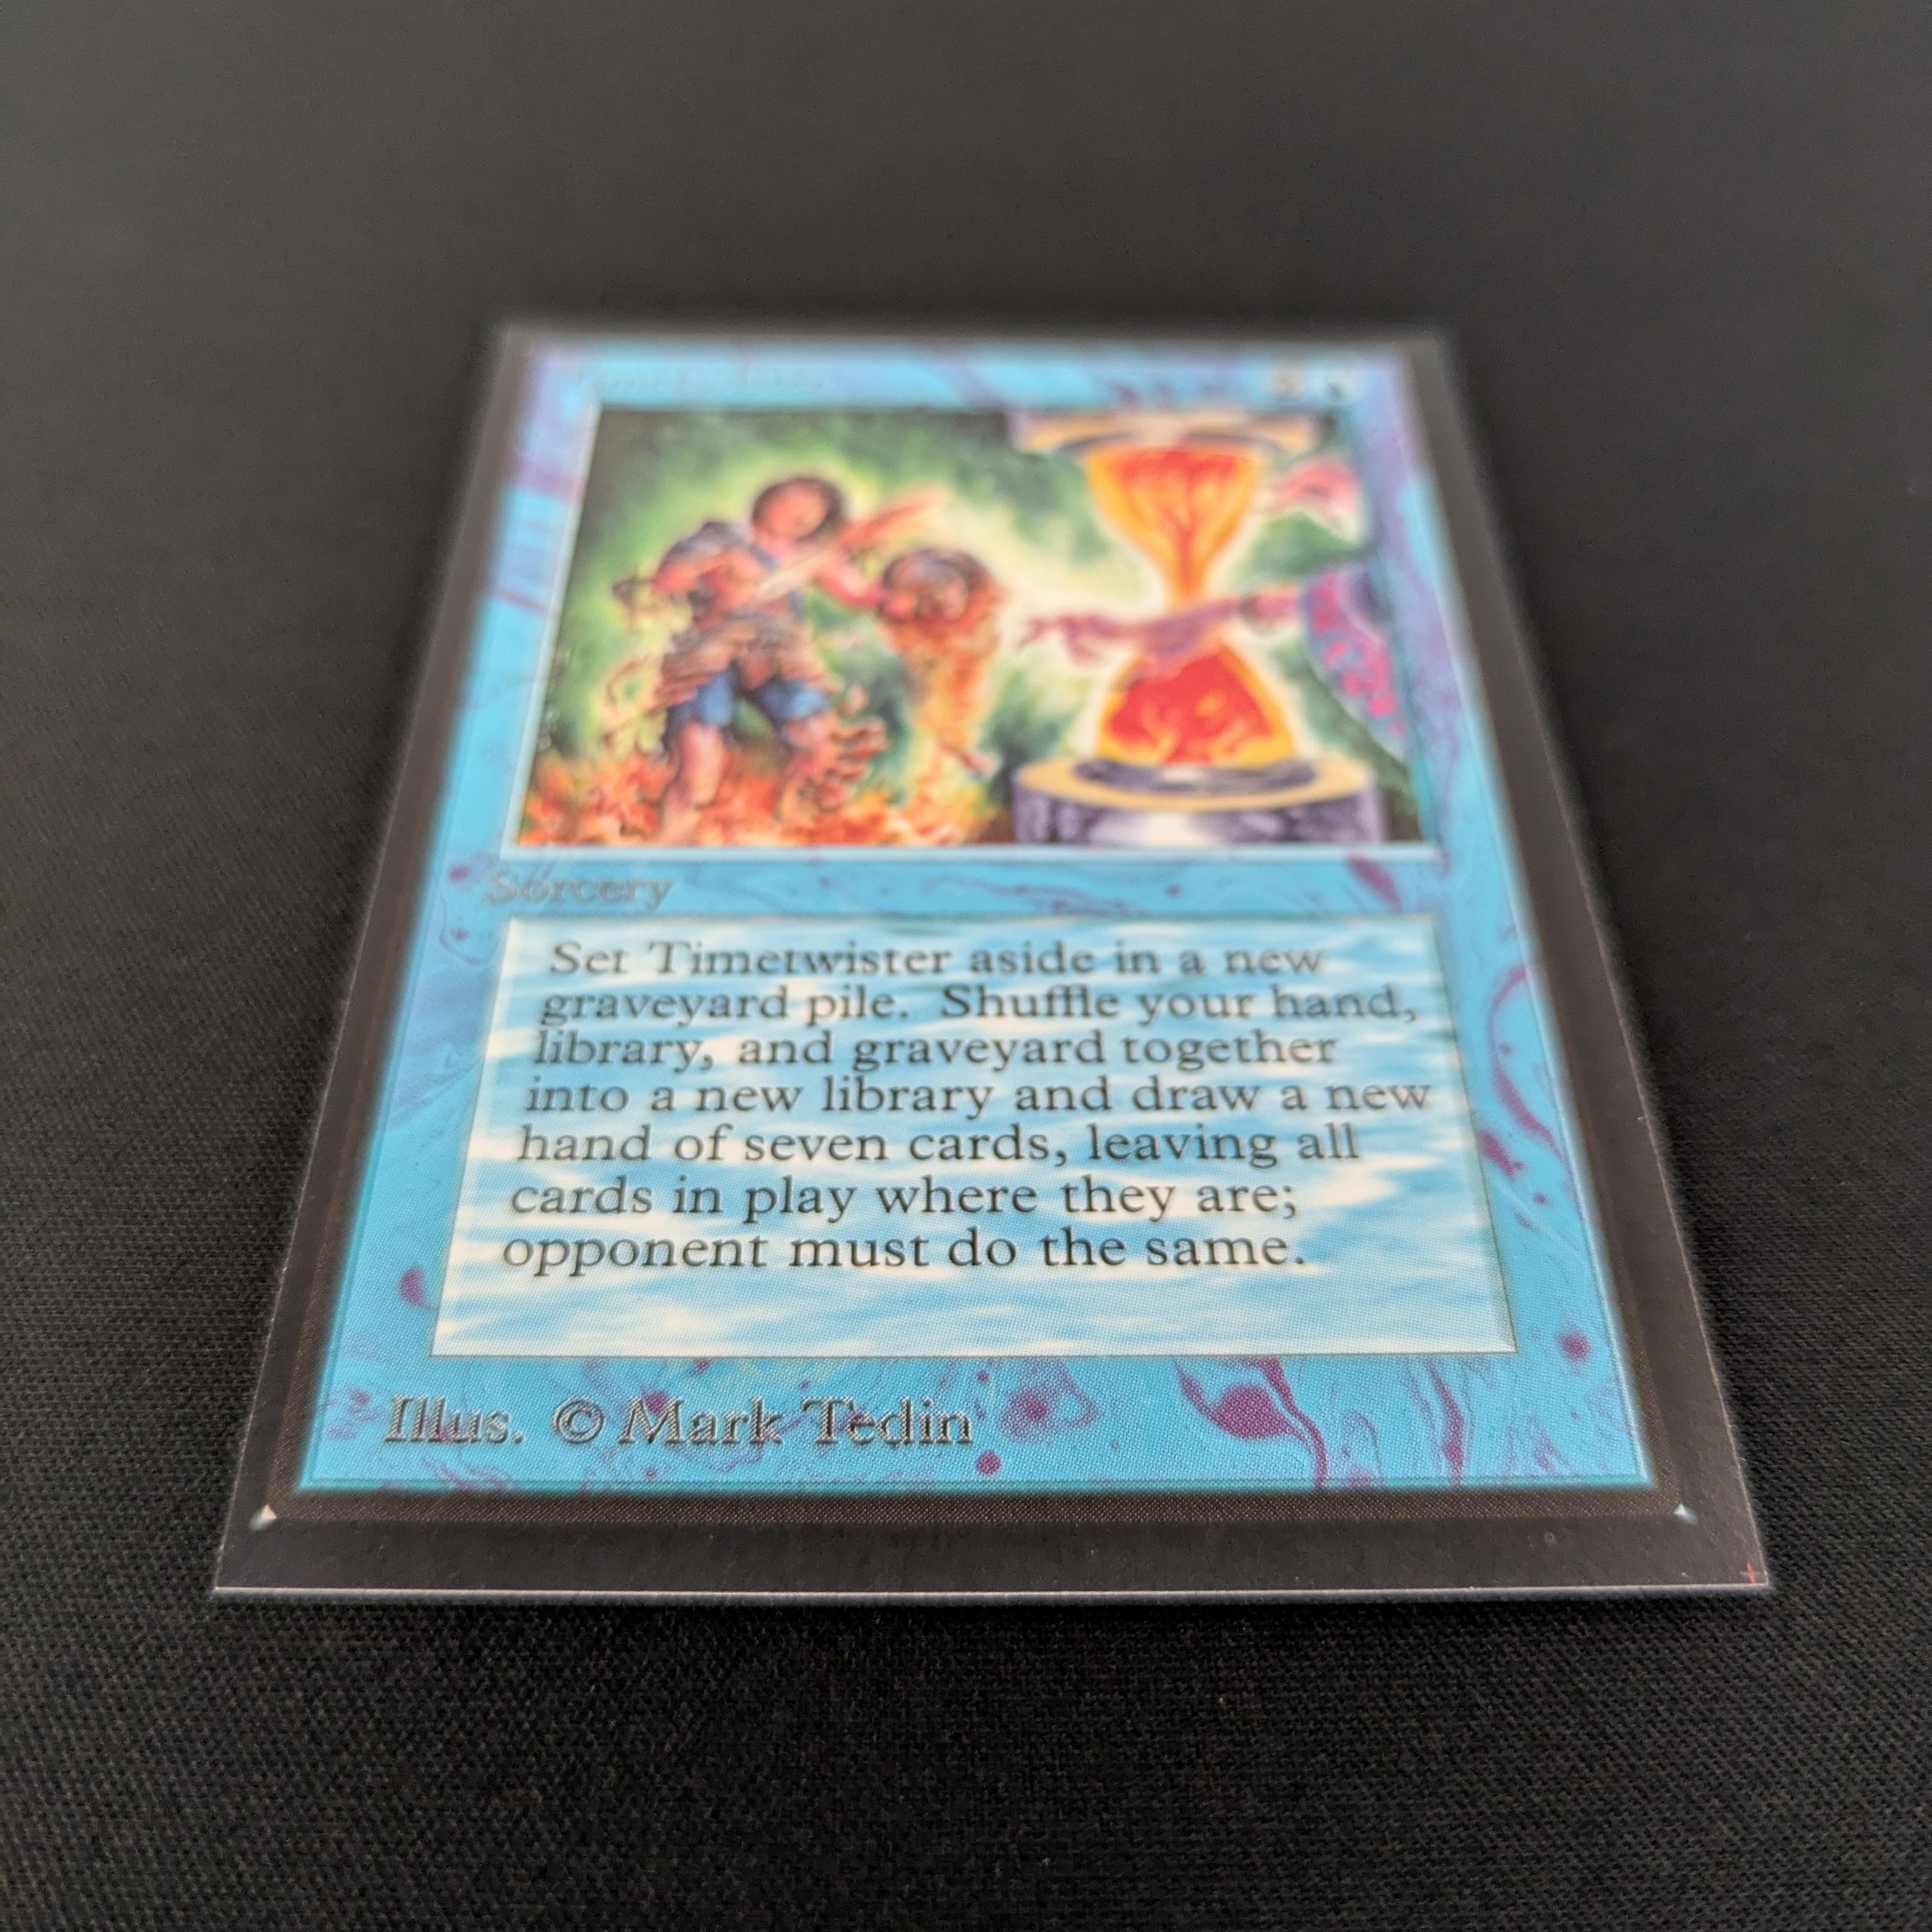 Sorcery
Set Timetwister aside in a new
graveyard pile. Shuffle your hand,
library, and graveyard together
into a new library and draw a new
hand of seven cards, leaving all
cards in play where they are;
opponent must do the same.
Illus. © Mark Tedin